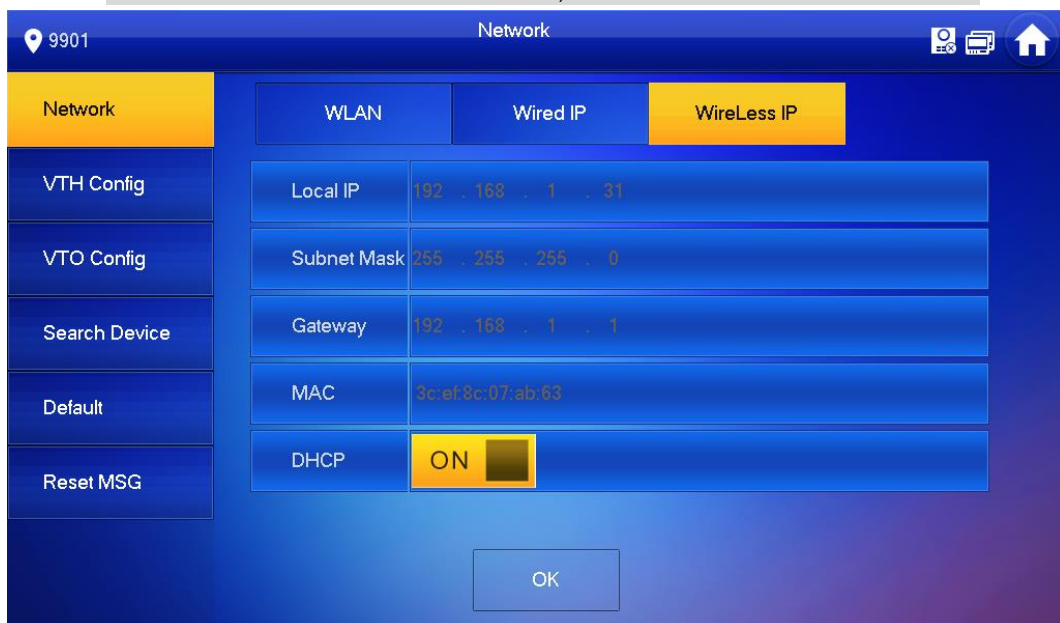 Network
9901
Network
WLAN
Wired IP
WireLess IP
VTH Config
Local IP
192 . 168 . 1 . 31
VTO Config
Subnet Mask
255 . 255 . 255 . 0
Search Device
Gateway
192 . 168 . 1 . 1
Default
MAC
3c:ef:8c:07:ab:63
Reset MSG
DHCP
ON
OK